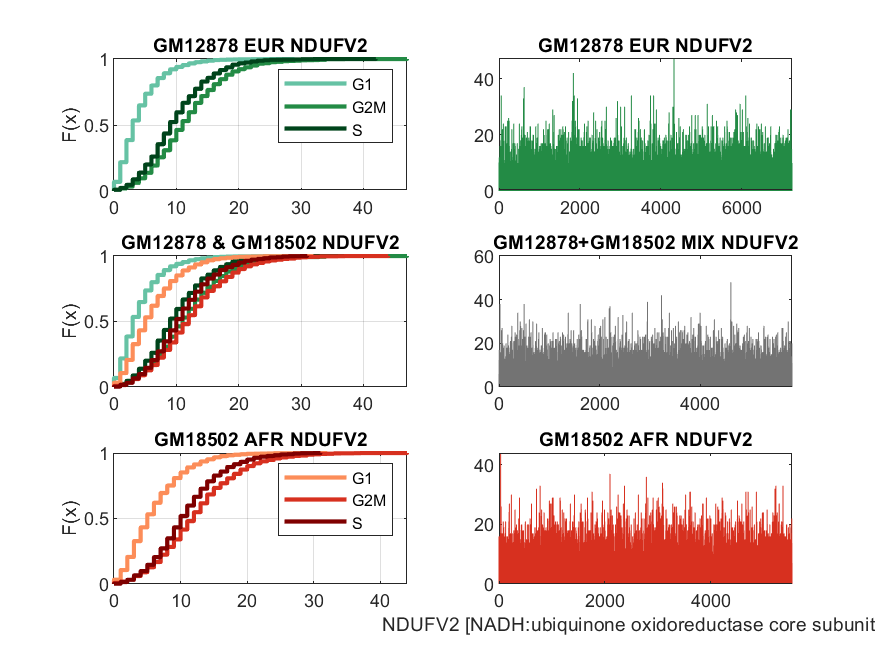 GM12878 EUR NDUFV2
F(x)
1
0.5
0
0 10 20 30 40
G1
G2M
S
GM12878 EUR NDUFV2
40
20
0
0 2000 4000 6000
GM12878 & GM18502 NDUFV2
F(x)
1
0.5
0
0 10 20 30 40
GM12878+GM18502 MIX NDUFV2
60
40
20
0
0 2000 4000
GM18502 AFR NDUFV2
F(x)
1
0.5
0
0 10 20 30 40
G1
G2M
S
GM18502 AFR NDUFV2
40
20
0
0 2000 4000
NDUFV2 [NADH:ubiquinone oxidoreductase core subunit